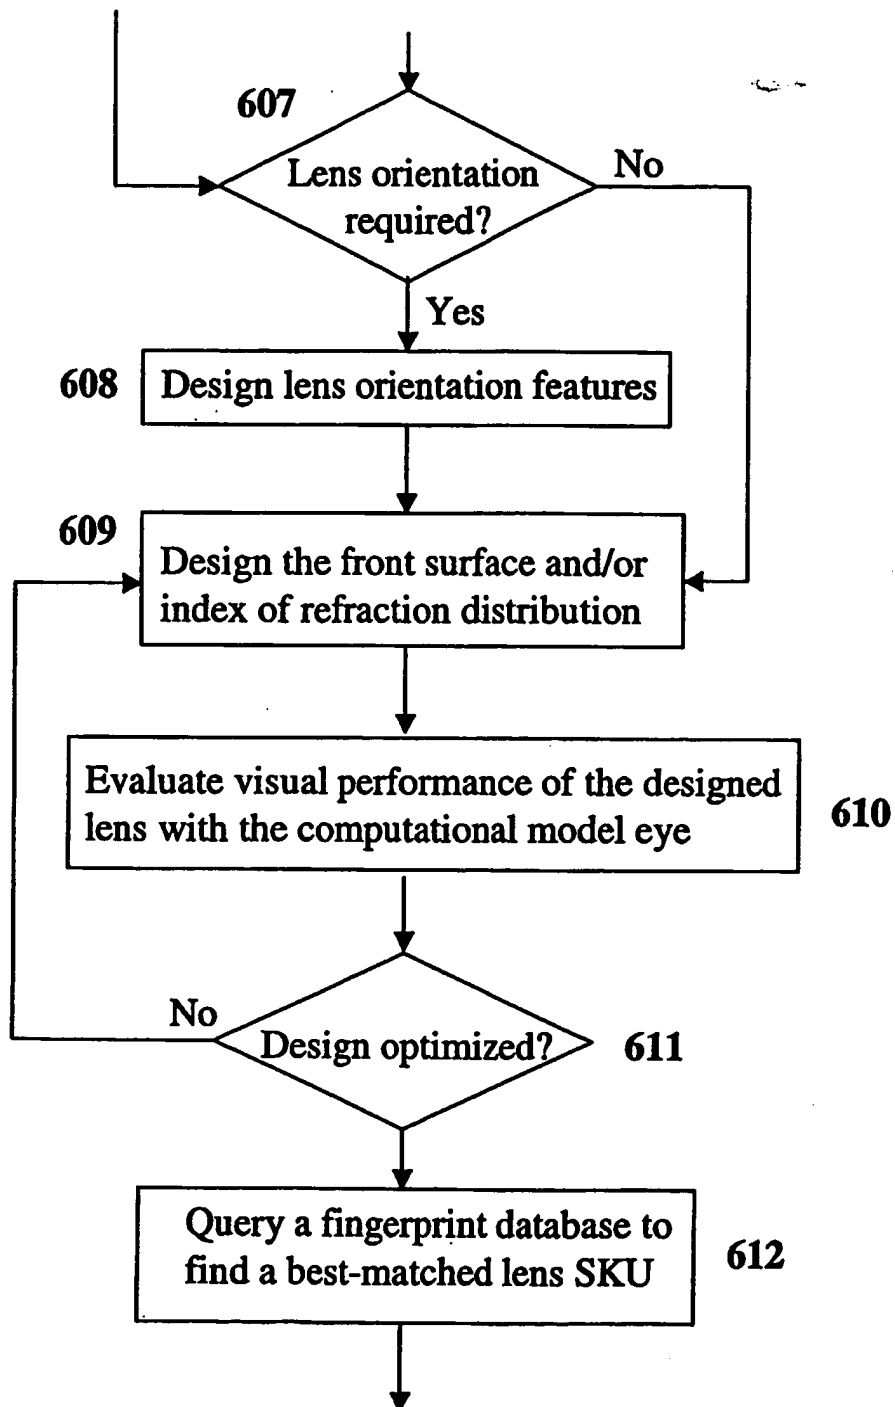 607
Lens orientation
required?
No
Yes
608
Design lens orientation features
609
Design the front surface and/or
index of refraction distribution
Evaluate visual performance of the designed
lens with the computational model eye
610
No
Design optimized?
611
Query a fingerprint database to
find a best-matched lens SKU
612